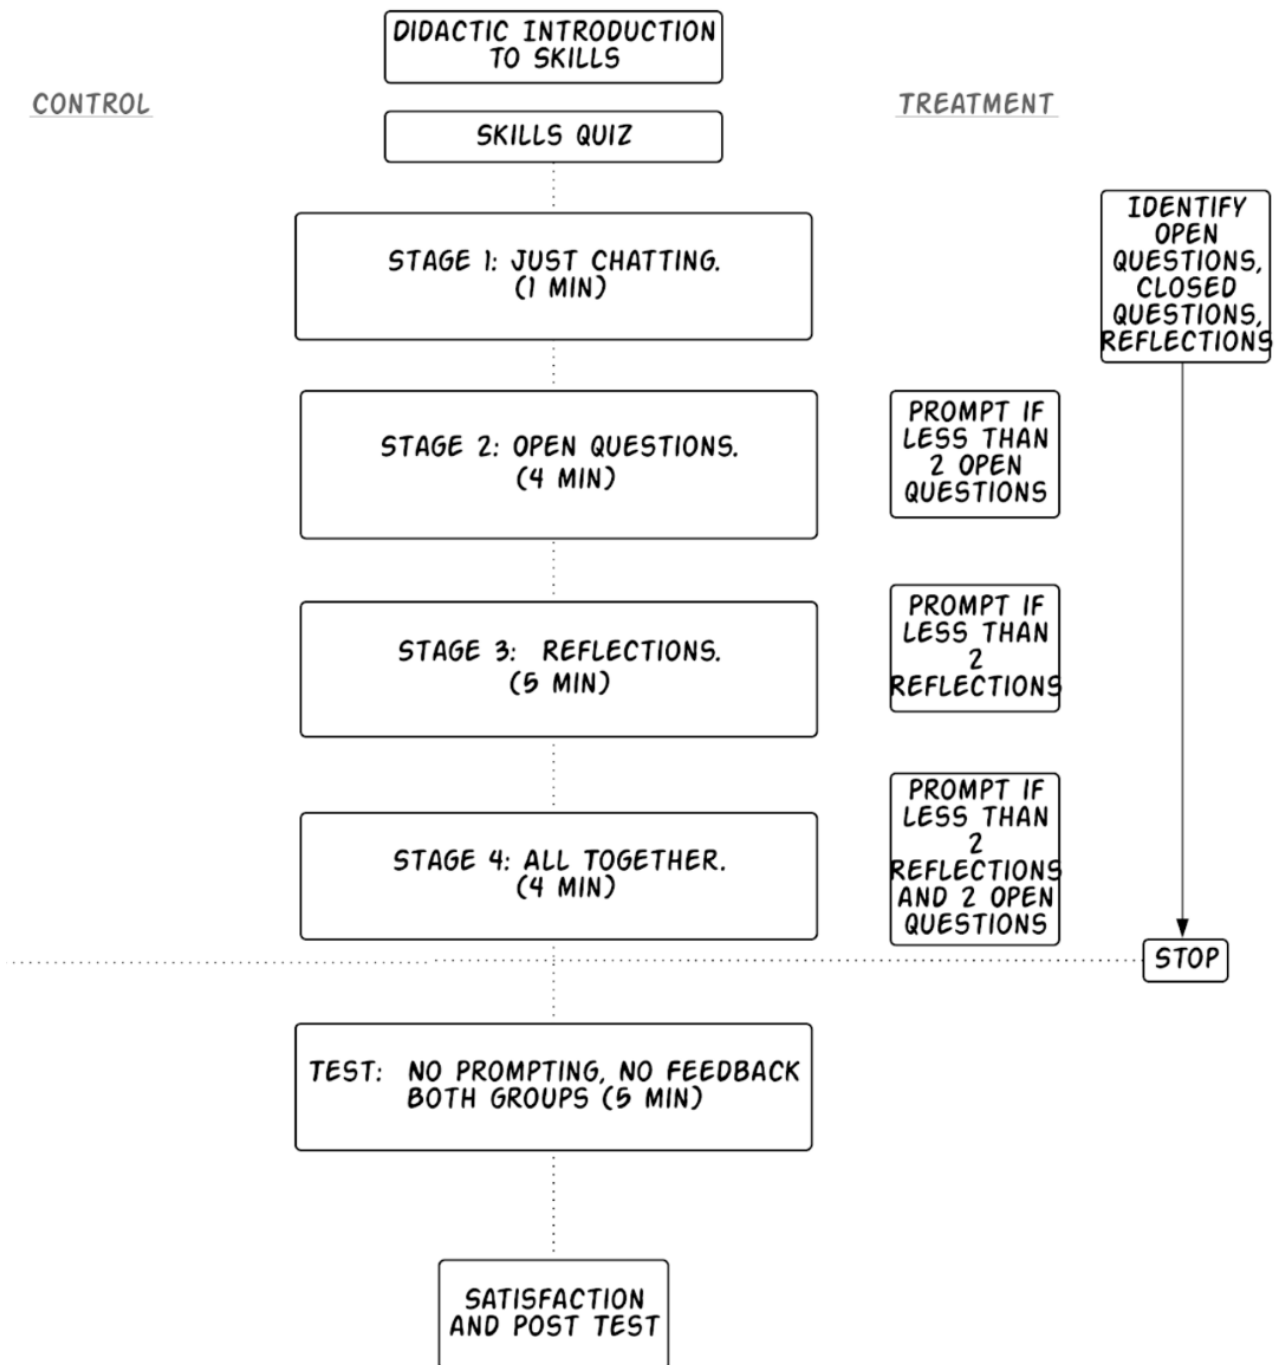 DIDACTIC INTRODUCTION
TO SKILLS
CONTROL
TREATMENT
SKILLS QUIZ
IDENTIFY
OPEN
QUESTIONS,
CLOSED
QUESTIONS,
REFLECTIONS
STAGE 1: JUST CHATTING.
(1 MIN)
STAGE 2: OPEN QUESTIONS.
(4 MIN)
PROMPT IF
LESS THAN
2 OPEN
QUESTIONS
STAGE 3: REFLECTIONS.
(5 MIN)
PROMPT IF
LESS THAN
2
REFLECTIONS
STAGE 4: ALL TOGETHER.
(4 MIN)
PROMPT IF
LESS THAN
2
REFLECTIONS
AND 2 OPEN
QUESTIONS
STOP
TEST: NO PROMPTING, NO FEEDBACK
BOTH GROUPS (5 MIN)
SATISFACTION
AND POST TEST